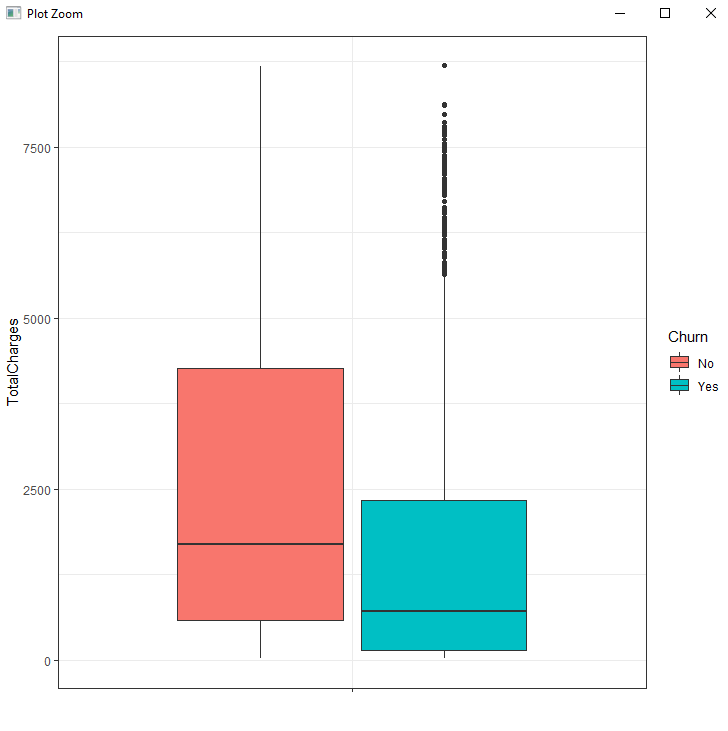 Plot Zoom
7500
5000
2500
0
TotalCharges
Churn
No
Yes